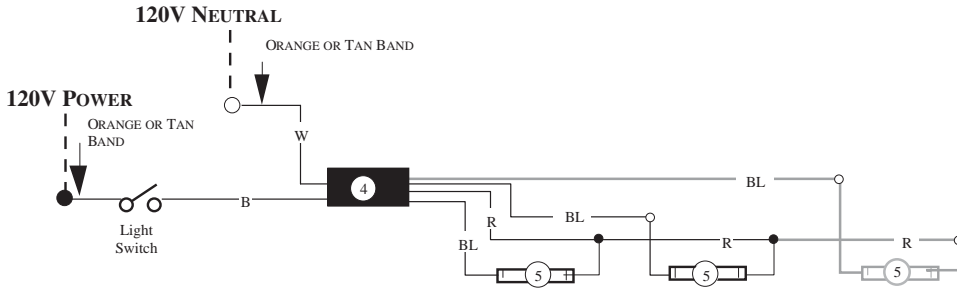 120V NEUTRAL
ORANGE OR TAN BAND
120V POWER
ORANGE OR TAN
BAND
W
4
BL
B
R
BL
BL
R
R
Light
Switch
5
5
5